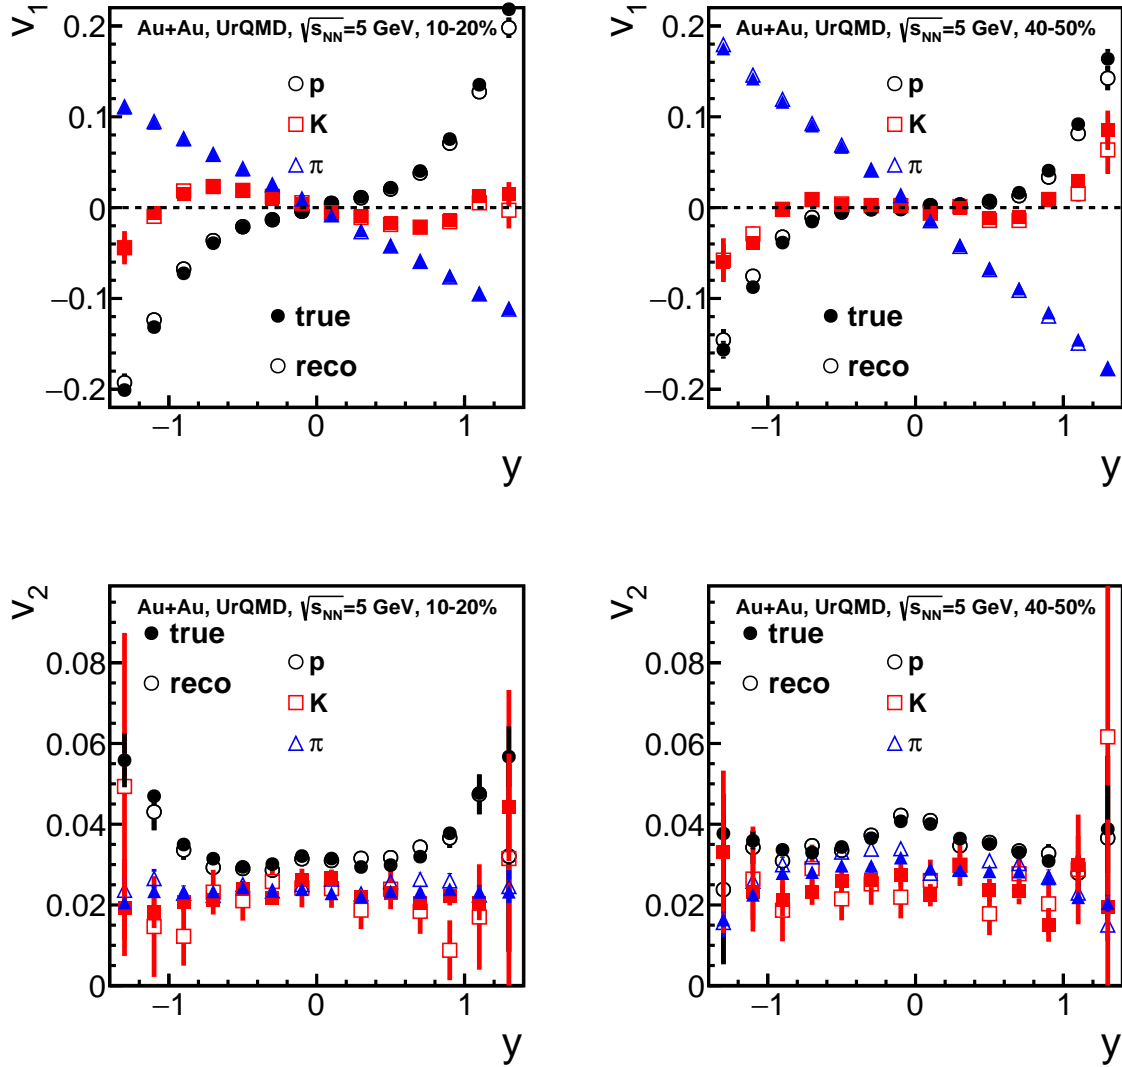 v₁
Au+Au, UrQMD, √s_NN=5 GeV, 10-20%
p
K
π
true
reco
0.2
0.1
0
−0.1
−0.2
−1
0
1
y
v₁
Au+Au, UrQMD, √s_NN=5 GeV, 40-50%
p
K
π
true
reco
0.2
0.1
0
−0.1
−0.2
−1
0
1
y
v₂
Au+Au, UrQMD, √s_NN=5 GeV, 10-20%
true
reco
p
K
π
0.08
0.06
0.04
0.02
0
−1
0
1
y
v₂
Au+Au, UrQMD, √s_NN=5 GeV, 40-50%
true
reco
p
K
π
0.08
0.06
0.04
0.02
0
−1
0
1
y